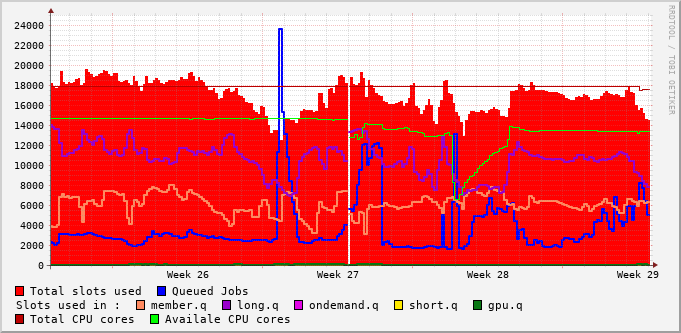 24000
22000
20000
18000
16000
14000
12000
10000
8000
6000
4000
2000
0
Week 26 Week 27 Week 28 Week 29
Total slots used Queued Jobs
Slots used in : member.q long.q ondemand.q short.q gpu.q
Total CPU cores Availale CPU cores
RRDTOOL / TOBI OETIKER